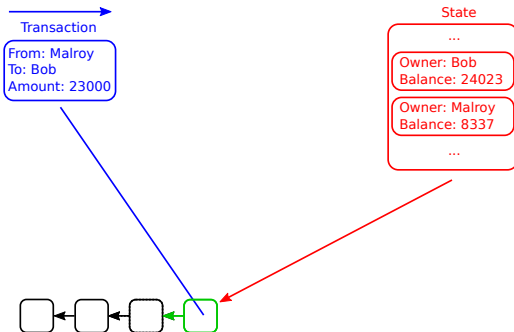 Transaction
From: Malroy
To: Bob
Amount: 23000
State
...
Owner: Bob
Balance: 24023
Owner: Malroy
Balance: 8337
...